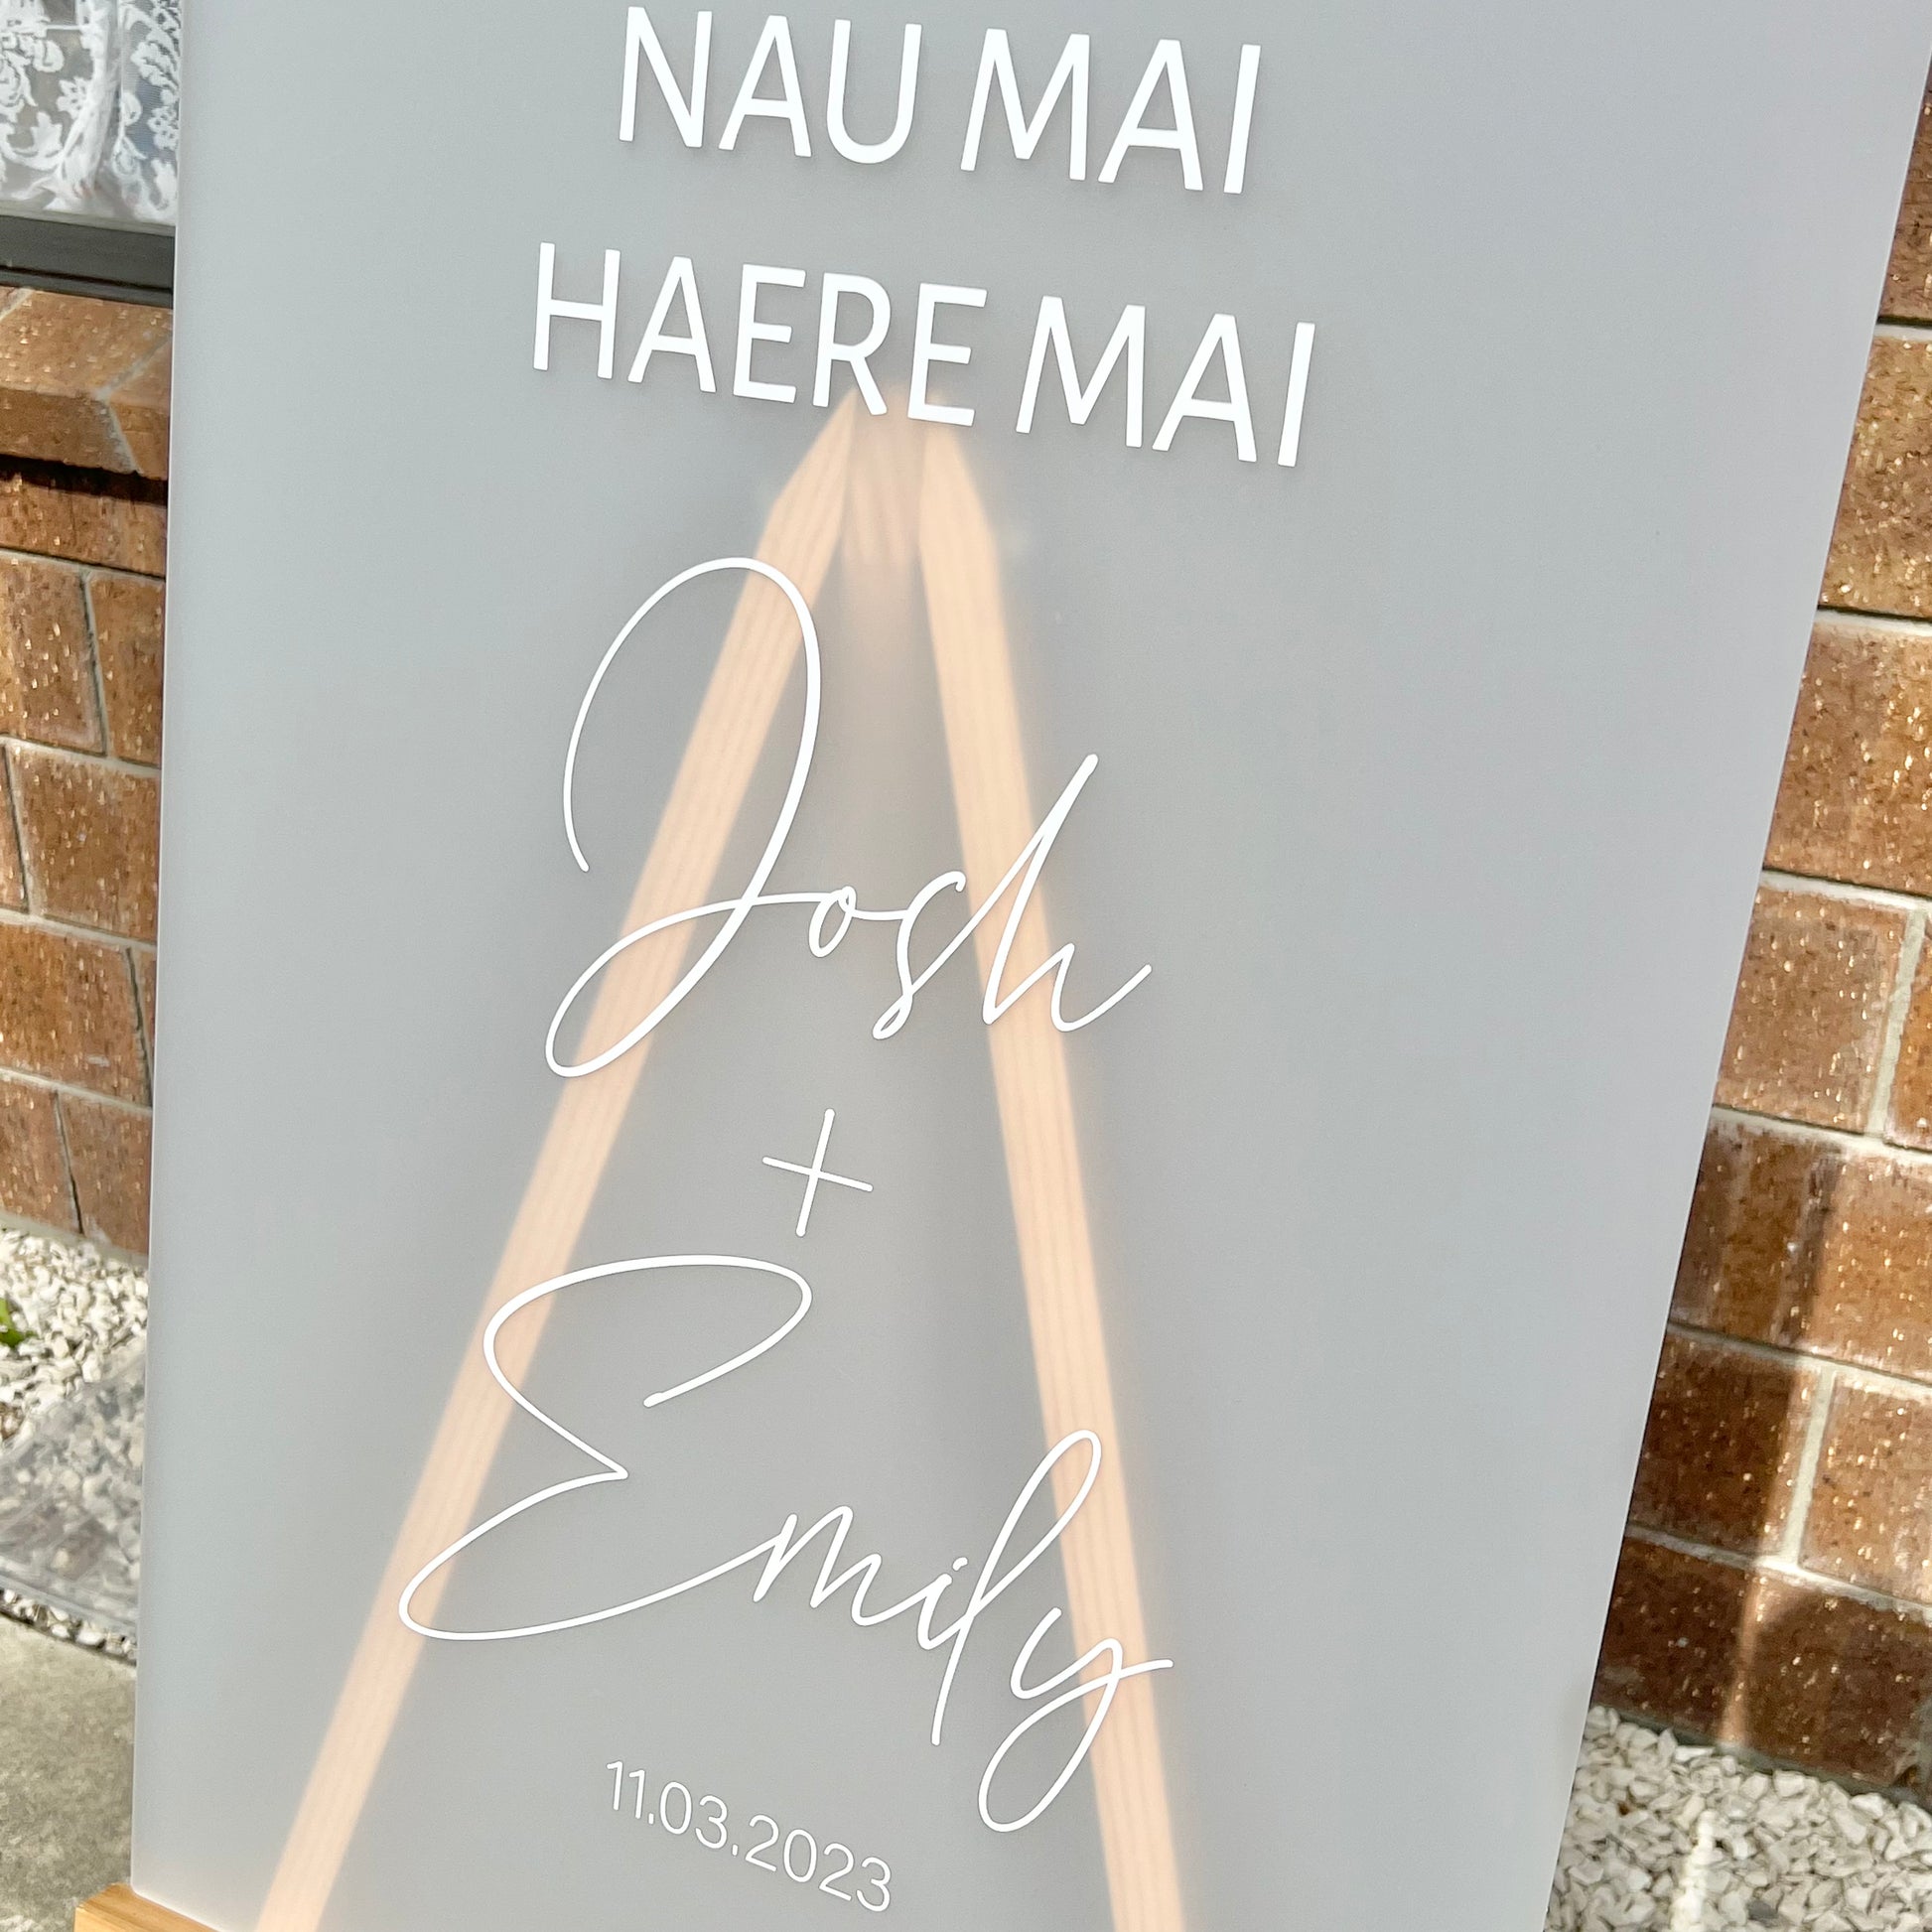 NAU MAI
HAERE MAI
Josh
+
Emily
11.03.2023